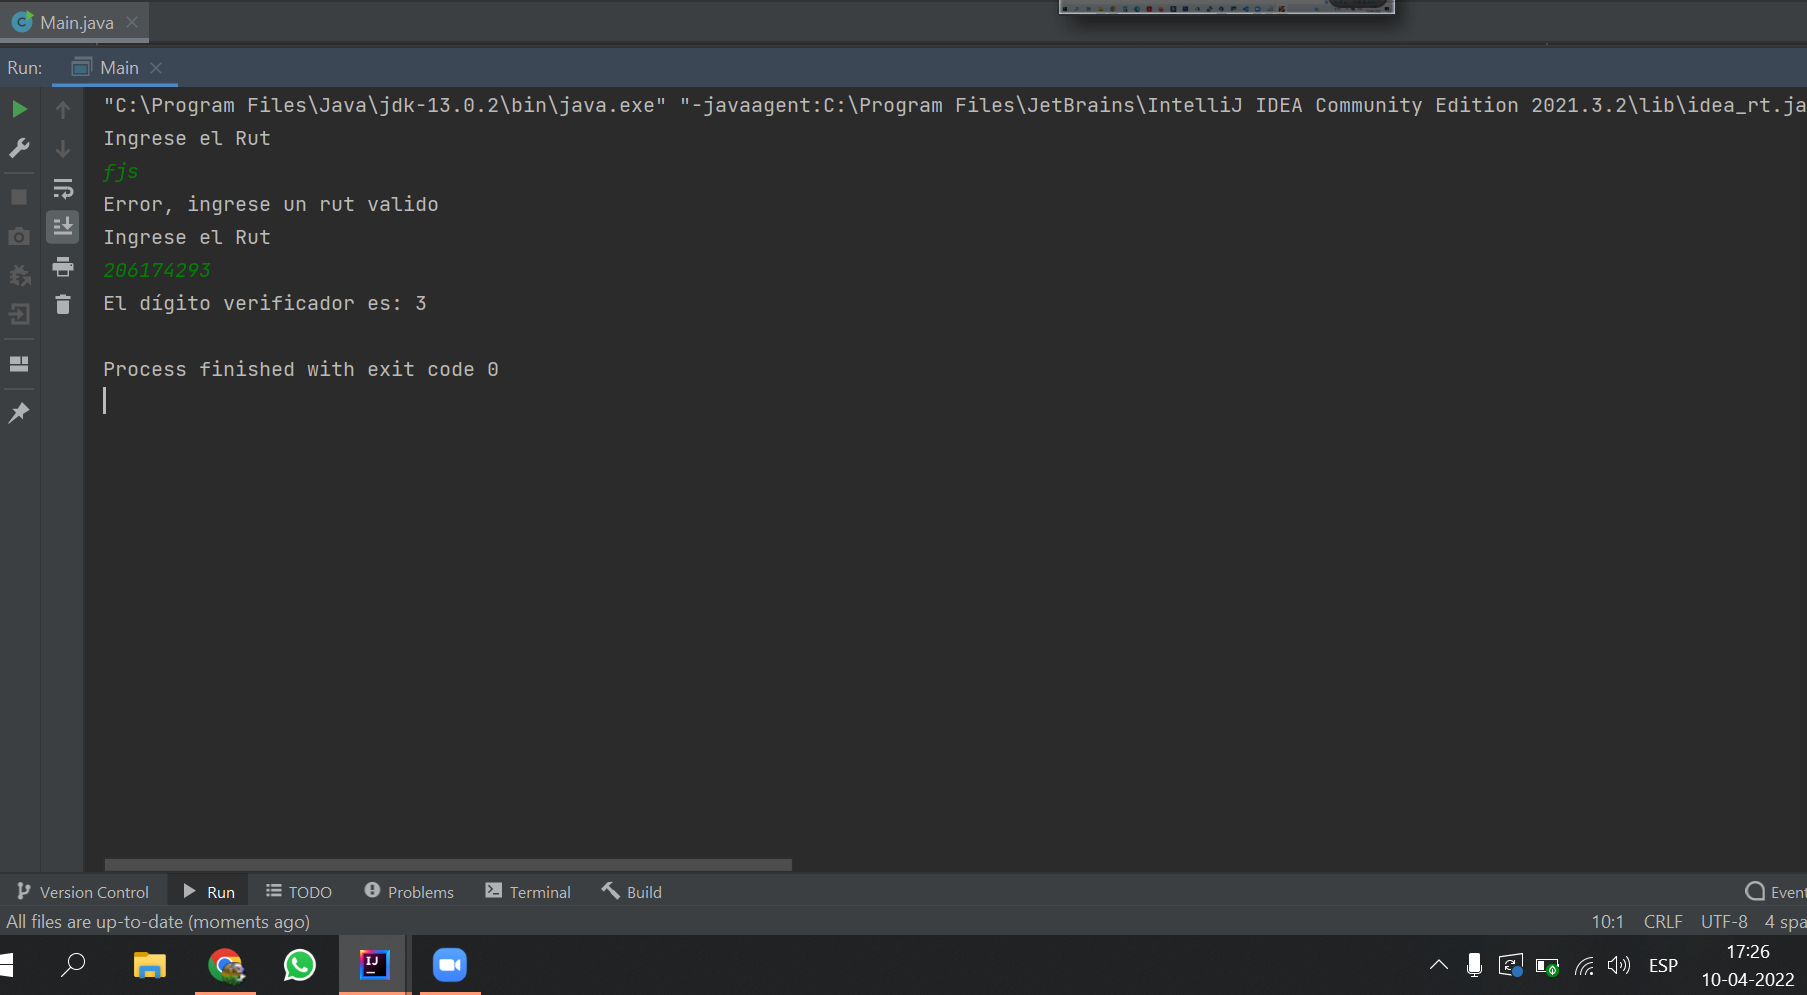 Main.java
Run: Main
"C:\Program Files\Java\jdk-13.0.2\bin\java.exe" "-javaagent:C:\Program Files\JetBrains\IntelliJ IDEA Community Edition 2021.3.2\lib\idea_rt.ja
Ingrese el Rut
fjs
Error, ingrese un rut valido
Ingrese el Rut
206174293
El dígito verificador es: 3
Process finished with exit code 0
Version Control Run TODO Problems Terminal Build Event
All files are up-to-date (moments ago) 10:1 CRLF UTF-8 4 spa
IJ ESP 17:26
10-04-2022